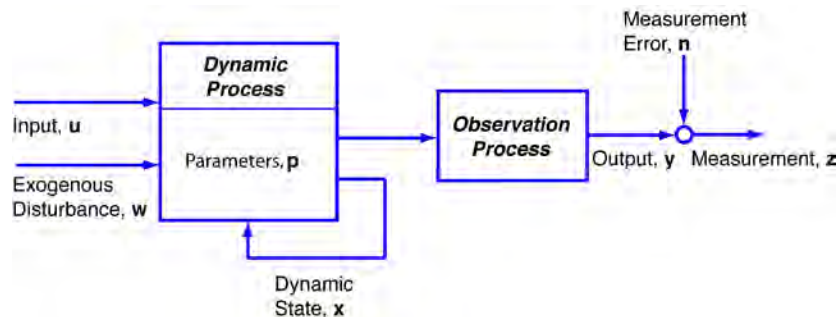 Dynamic
Process
Parameters, p
Input, u
Exogenous
Disturbance, w
Dynamic
State, x
Observation
Process
Measurement
Error, n
Output, y
Measurement, z